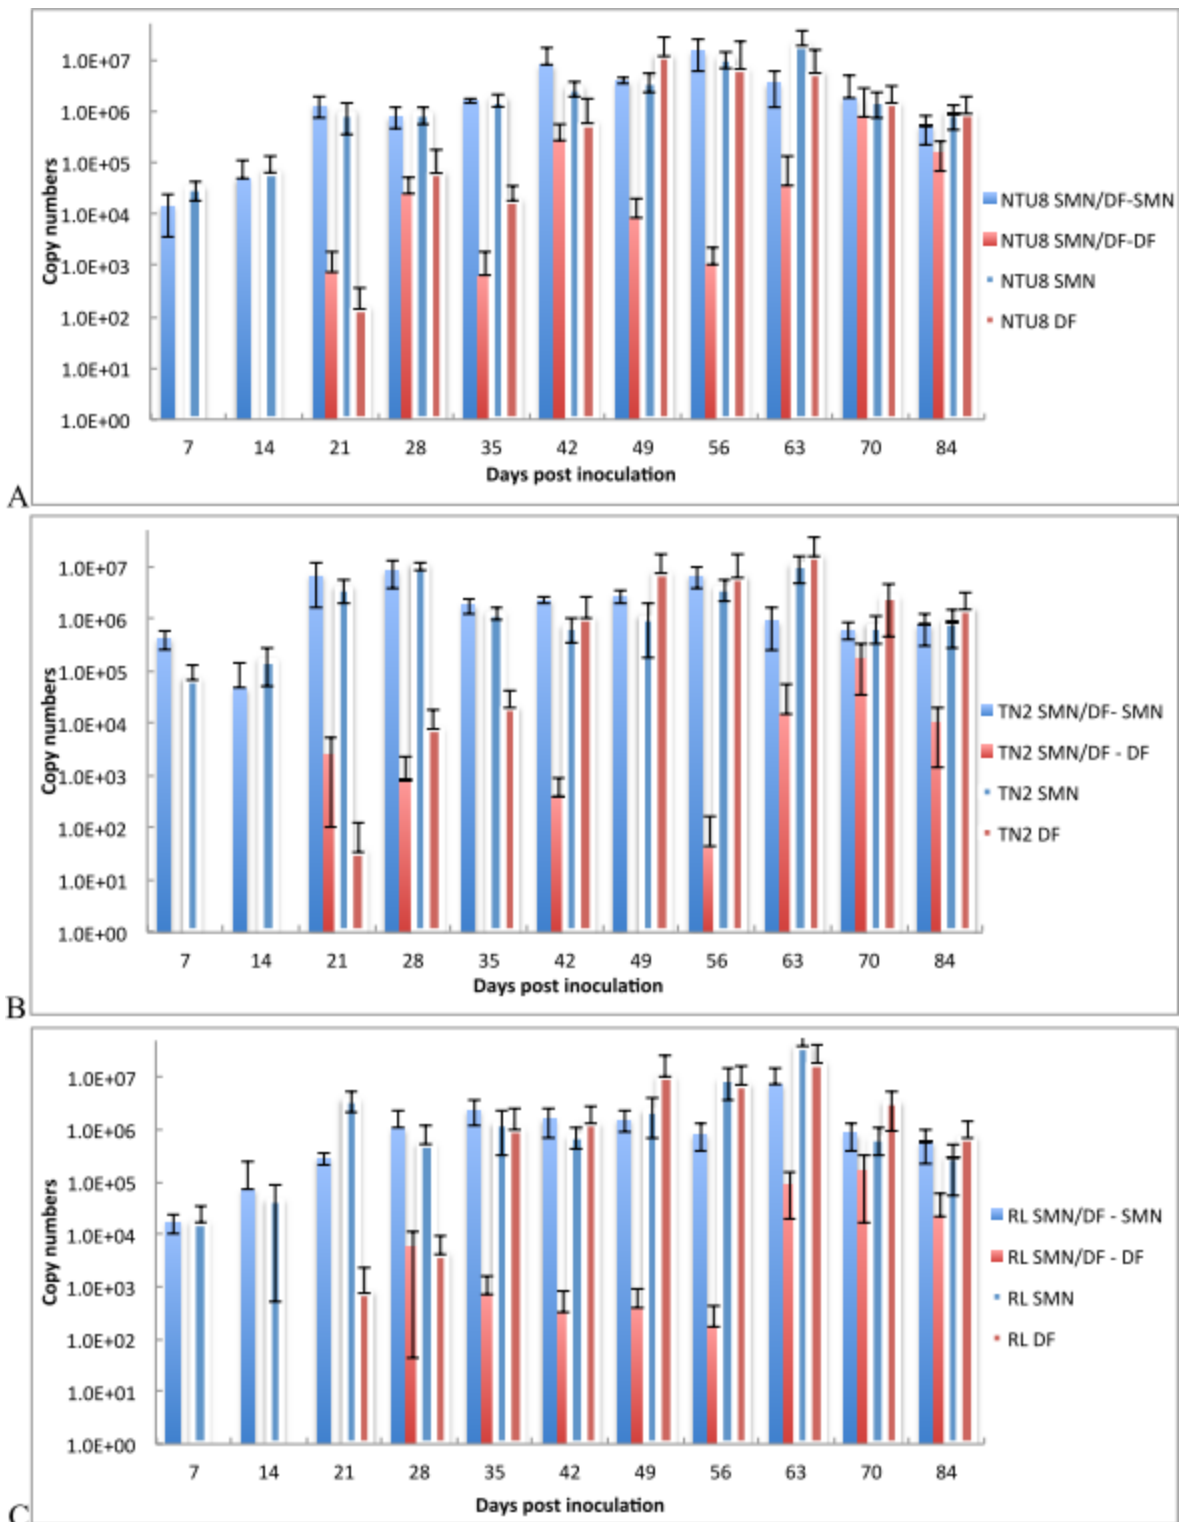 1.0E+07
1.0E+06
1.0E+05
1.0E+04
1.0E+03
1.0E+02
1.0E+01
1.0E+00
Copy numbers
7 14 21 28 35 42 49 56 63 70 84
Days post inoculation
NTU8 SMN/DF-SMN
NTU8 SMN/DF-DF
NTU8 SMN
NTU8 DF
A
1.0E+07
1.0E+06
1.0E+05
1.0E+04
1.0E+03
1.0E+02
1.0E+01
1.0E+00
Copy numbers
7 14 21 28 35 42 49 56 63 70 84
Days post inoculation
TN2 SMN/DF- SMN
TN2 SMN/DF - DF
TN2 SMN
TN2 DF
B
1.0E+07
1.0E+06
1.0E+05
1.0E+04
1.0E+03
1.0E+02
1.0E+01
1.0E+00
Copy numbers
7 14 21 28 35 42 49 56 63 70 84
Days post inoculation
RL SMN/DF - SMN
RL SMN/DF - DF
RL SMN
RL DF
C